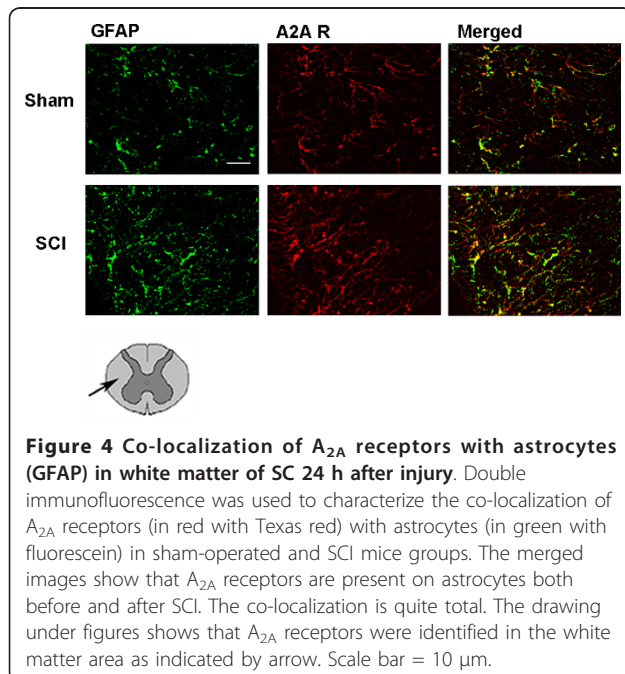 GFAP A2A R Merged
Sham
SCI
Figure 4 Co-localization of A2A receptors with astrocytes
(GFAP) in white matter of SC 24 h after injury. Double
immunofluorescence was used to characterize the co-localization of
A2A receptors (in red with Texas red) with astrocytes (in green with
fluorescein) in sham-operated and SCI mice groups. The merged
images show that A2A receptors are present on astrocytes both
before and after SCI. The co-localization is quite total. The drawing
under figures shows that A2A receptors were identified in the white
matter area as indicated by arrow. Scale bar = 10 μm.